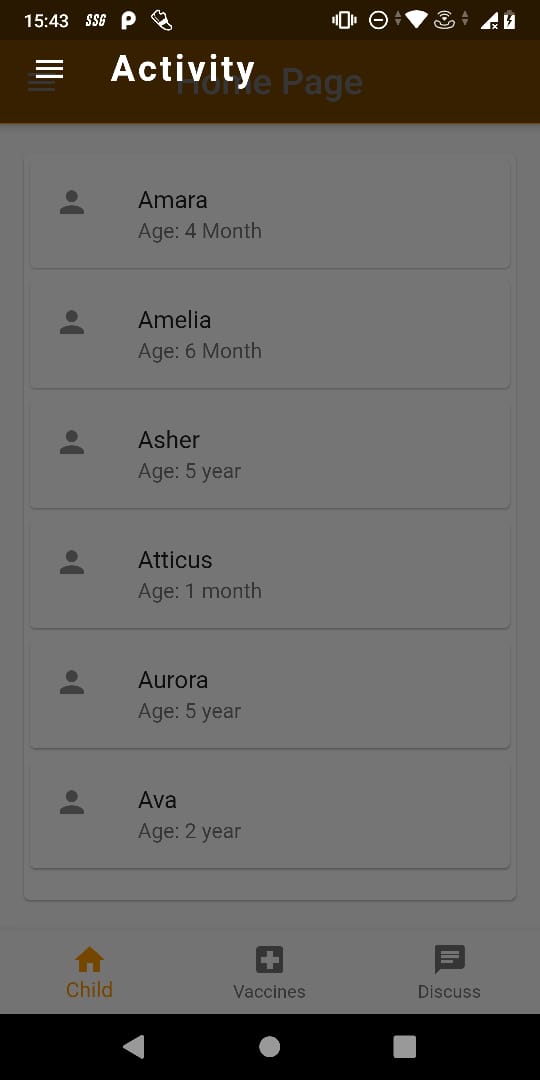 15:43 SSG
Activity
Home Page
Amara
Age: 4 Month
Amelia
Age: 6 Month
Asher
Age: 5 year
Atticus
Age: 1 month
Aurora
Age: 5 year
Ava
Age: 2 year
Child
Vaccines
Discuss